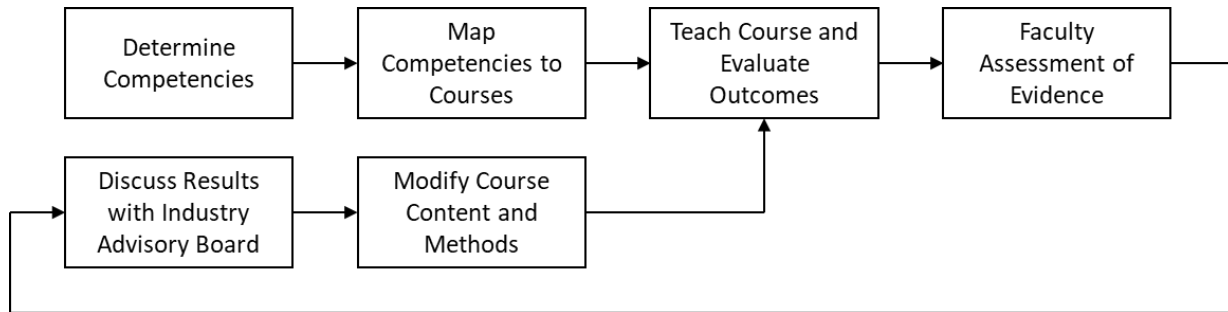 Determine
Competencies
Map
Competencies to
Courses
Teach Course and
Evaluate
Outcomes
Faculty
Assessment of
Evidence
Discuss Results
with Industry
Advisory Board
Modify Course
Content and
Methods